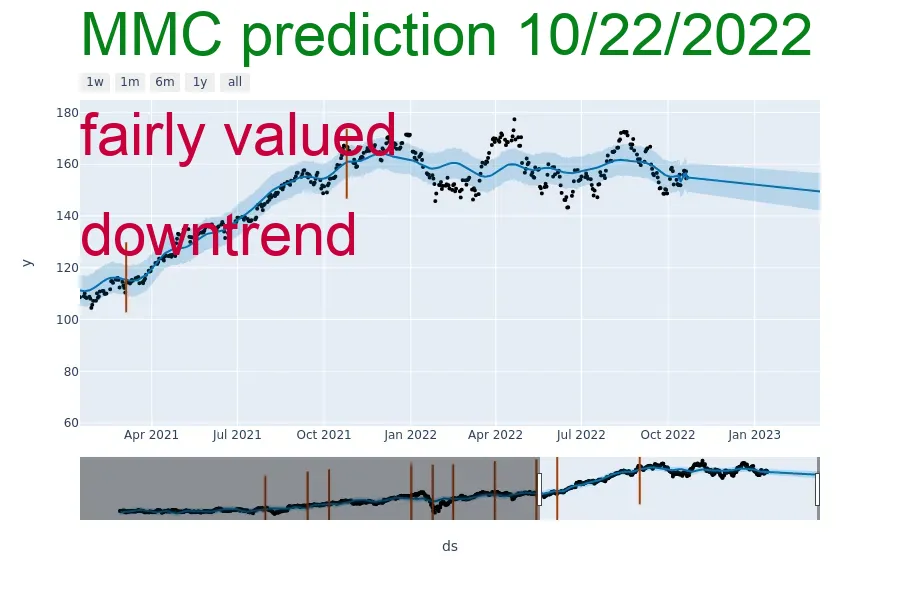 MMC prediction 10/22/2022
1w 1m 6m 1y all
180
fairly valued
160
140
downtrend
120
y
100
80
60
Apr 2021 Jul 2021 Oct 2021 Jan 2022 Apr 2022 Jul 2022 Oct 2022 Jan 2023
ds